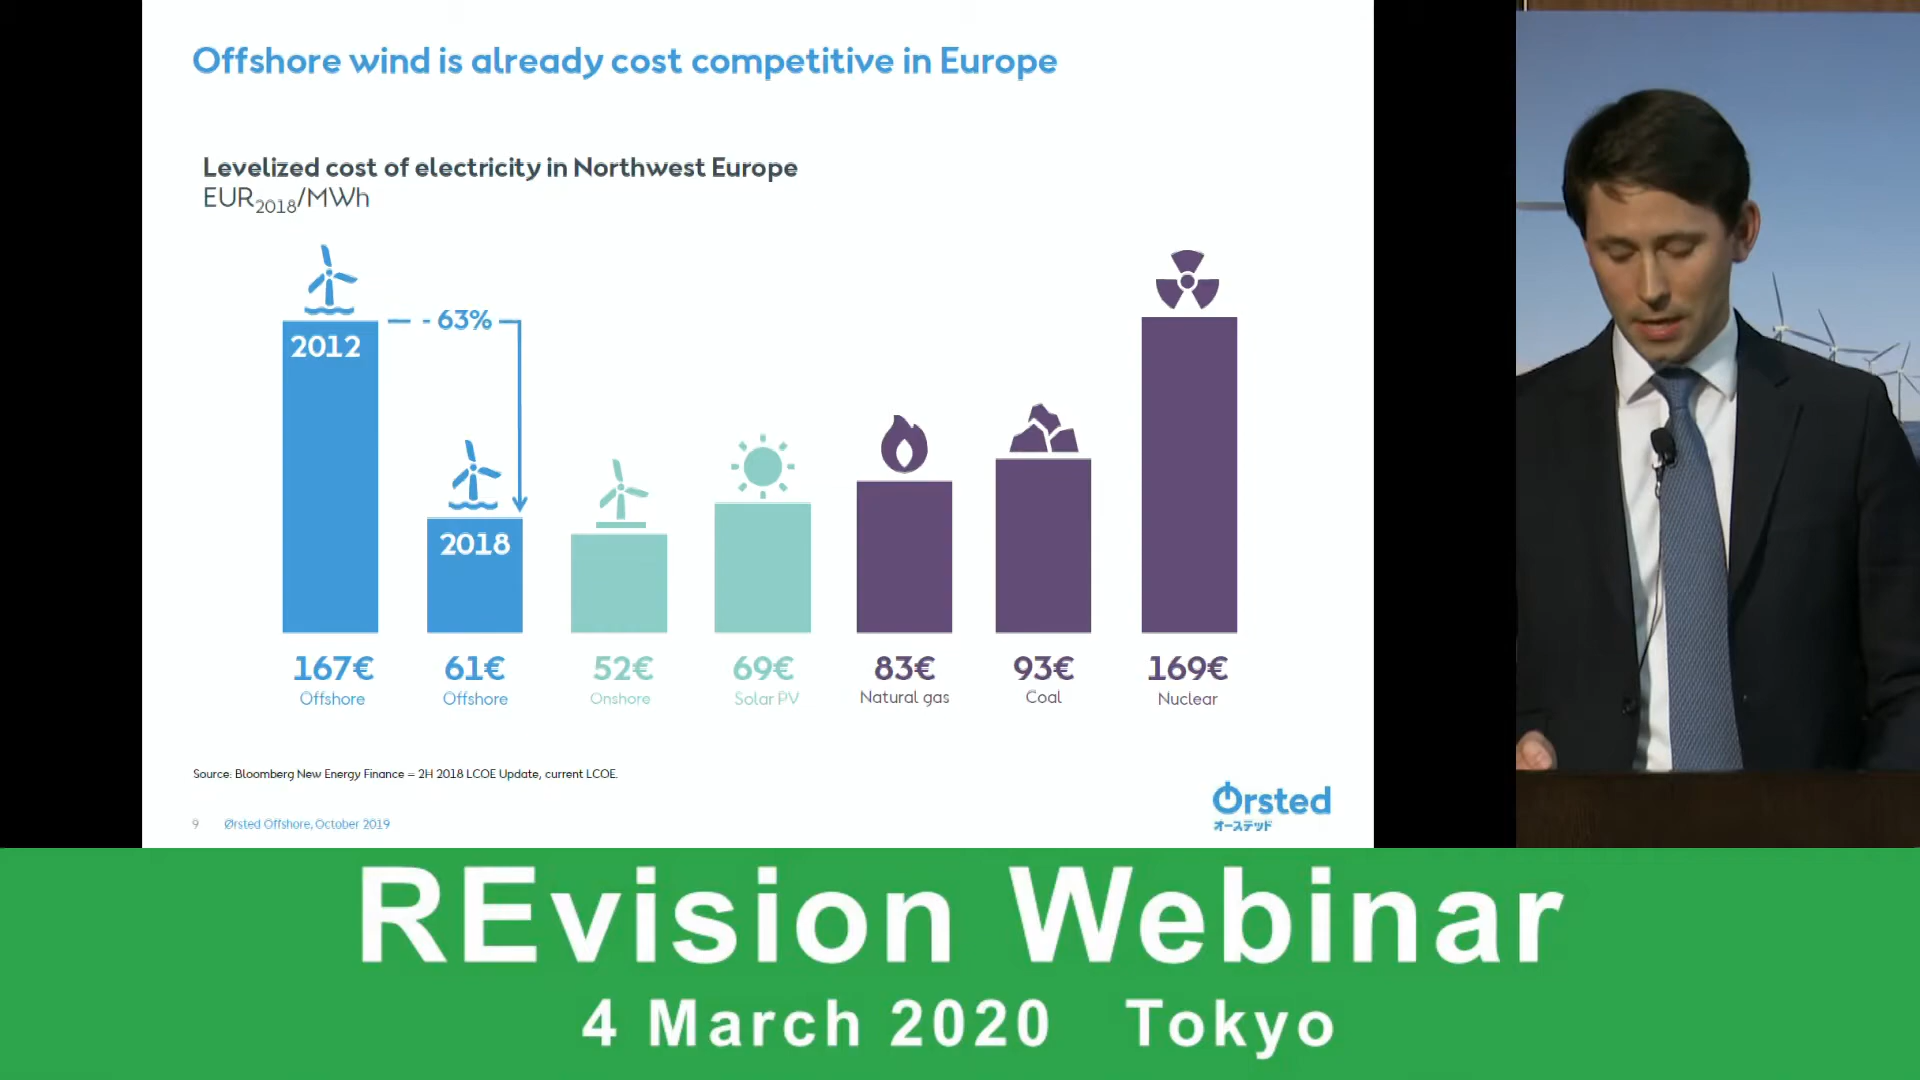 Offshore wind is already cost competitive in Europe
Levelized cost of electricity in Northwest Europe
EUR2018/MWh
- 63%
2012
2018
167€ 61€ 52€ 69€ 83€ 93€ 169€
Offshore Offshore Onshore Solar PV Natural gas Coal Nuclear
Source: Bloomberg New Energy Finance = 2H 2018 LCOE Update, current LCOE.
9 Ørsted Offshore, October 2019
Ørsted
オーステッド
REvision Webinar
4 March 2020 Tokyo